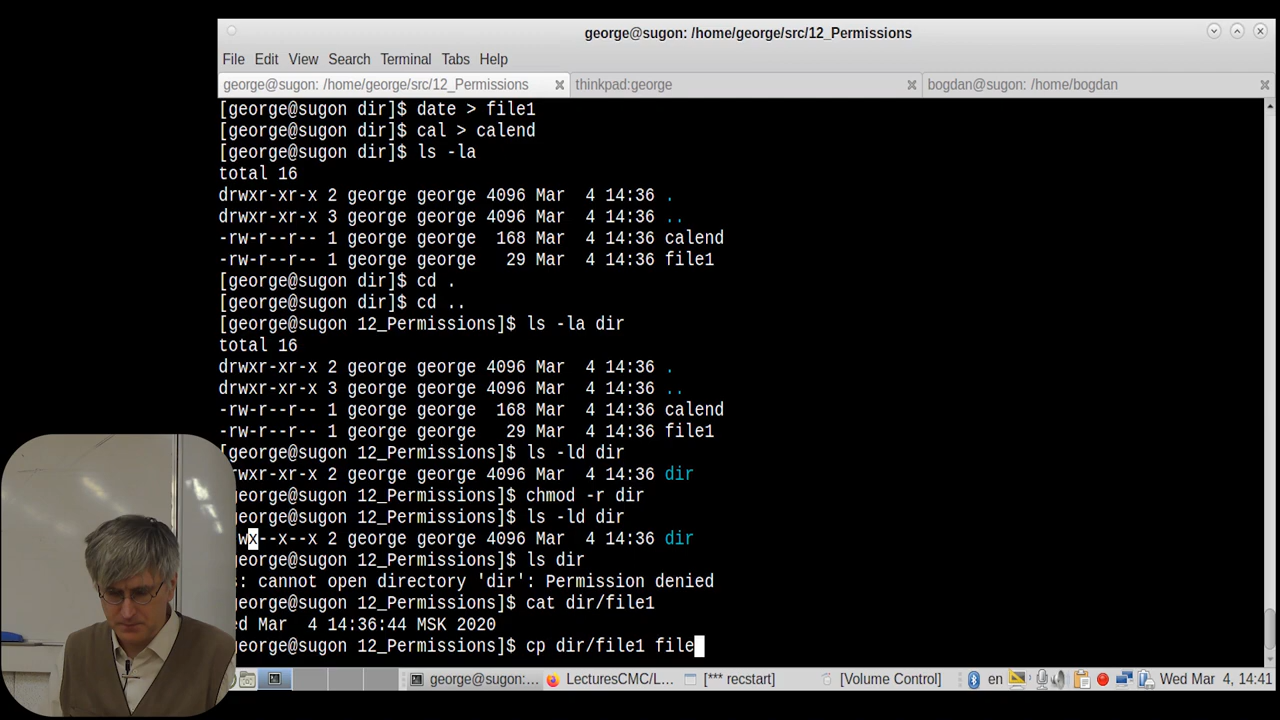 george@sugon: /home/george/src/12_Permissions
File Edit View Search Terminal Tabs Help
george@sugon: /home/george/src/12_Permissions
thinkpad:george
bogdan@sugon: /home/bogdan
[george@sugon dir]$ date > file1
[george@sugon dir]$ cal > calend
[george@sugon dir]$ ls -la
total 16
drwxr-xr-x 2 george george 4096 Mar  4 14:36 .
drwxr-xr-x 3 george george 4096 Mar  4 14:36 ..
-rw-r--r-- 1 george george  168 Mar  4 14:36 calend
-rw-r--r-- 1 george george   29 Mar  4 14:36 file1
[george@sugon dir]$ cd .
[george@sugon dir]$ cd ..
[george@sugon 12_Permissions]$ ls -la dir
total 16
drwxr-xr-x 2 george george 4096 Mar  4 14:36 .
drwxr-xr-x 3 george george 4096 Mar  4 14:36 ..
-rw-r--r-- 1 george george  168 Mar  4 14:36 calend
-rw-r--r-- 1 george george   29 Mar  4 14:36 file1
[george@sugon 12_Permissions]$ ls -ld dir
rwxr-xr-x 2 george george 4096 Mar  4 14:36 dir
george@sugon 12_Permissions]$ chmod -r dir
george@sugon 12_Permissions]$ ls -ld dir
wx--x--x 2 george george 4096 Mar  4 14:36 dir
george@sugon 12_Permissions]$ ls dir
: cannot open directory 'dir': Permission denied
george@sugon 12_Permissions]$ cat dir/file1
ed Mar  4 14:36:44 MSK 2020
george@sugon 12_Permissions]$ cp dir/file1 file
george@sugon:... LecturesCMC/L... [*** recstart] [Volume Control] en Wed Mar 4, 14:41